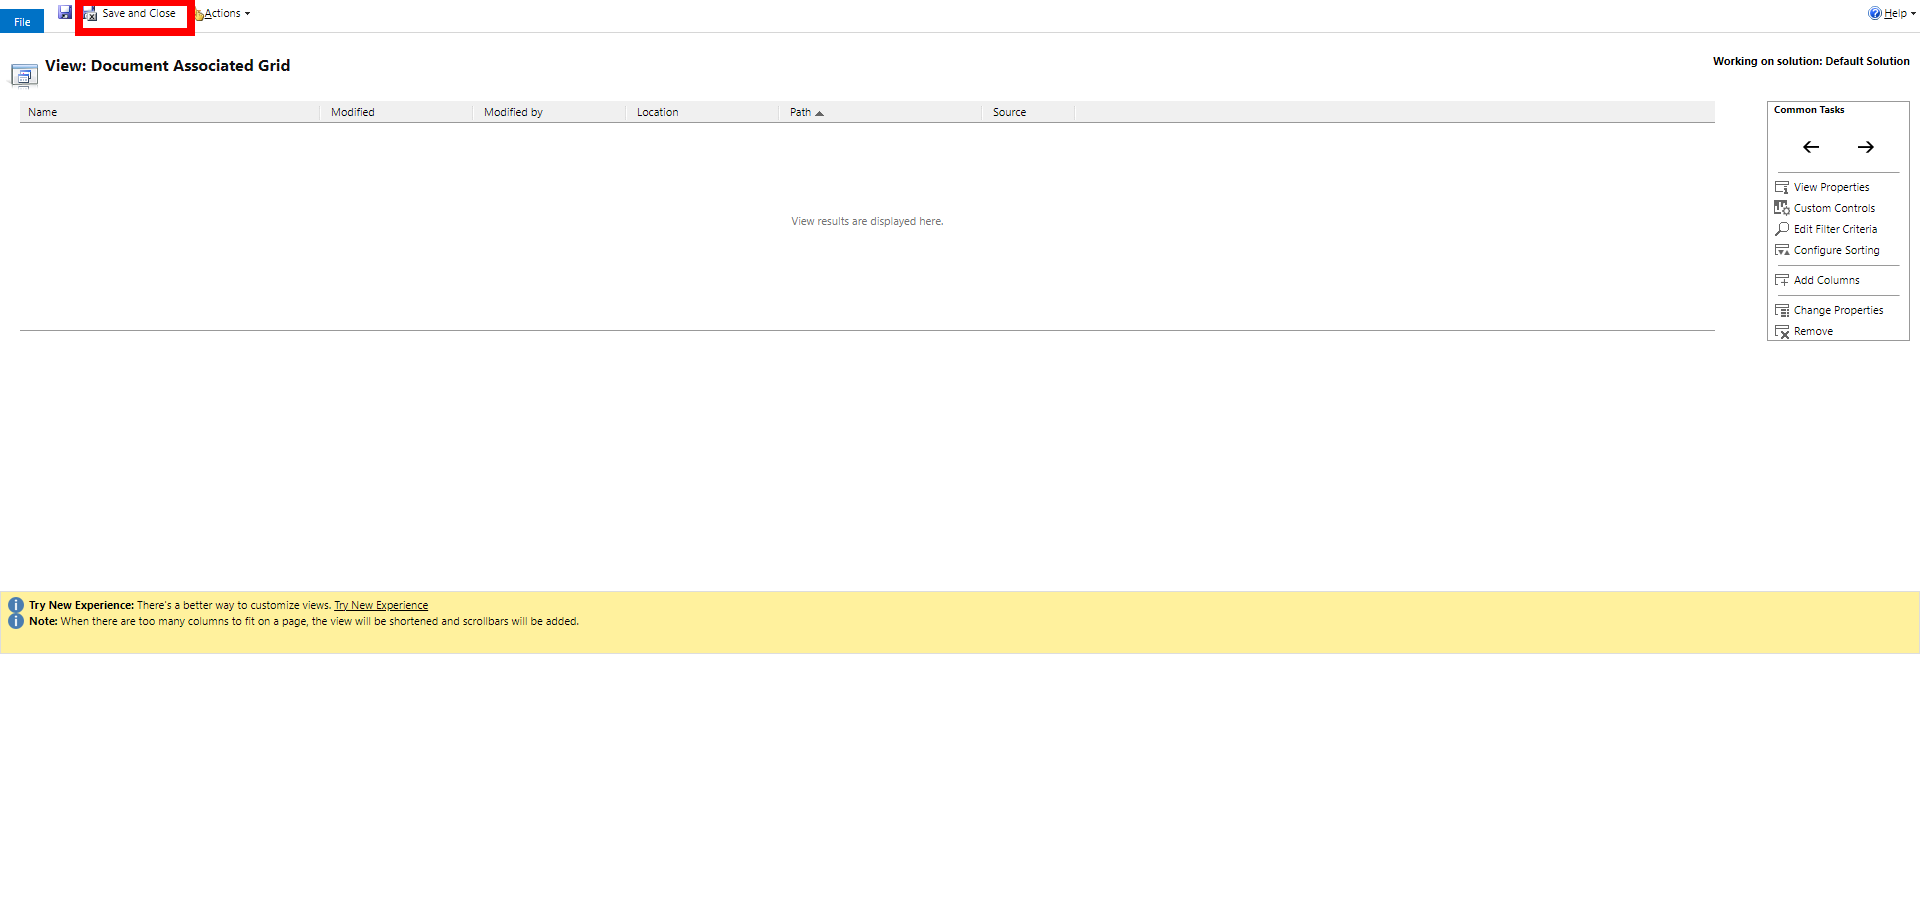 File
Save and Close
Actions
Help
View: Document Associated Grid
Working on solution: Default Solution
Name Modified Modified by Location Path Source
View results are displayed here.
Common Tasks
View Properties
Custom Controls
Edit Filter Criteria
Configure Sorting
Add Columns
Change Properties
Remove
Try New Experience: There's a better way to customize views. Try New Experience
Note: When there are too many columns to fit on a page, the view will be shortened and scrollbars will be added.